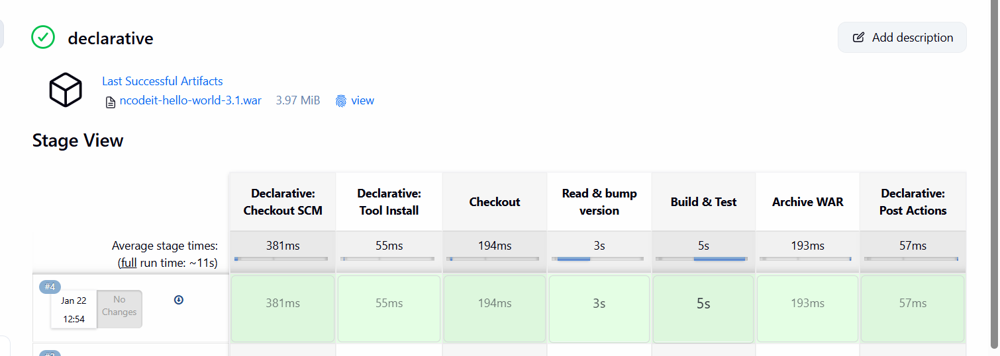 declarative
Add description
Last Successful Artifacts
ncodeit-hello-world-3.1.war 3.97 MiB view
Stage View
Declarative: Checkout SCM
Declarative: Tool Install
Checkout
Read & bump version
Build & Test
Archive WAR
Declarative: Post Actions
Average stage times:
(full run time: ~11s)
381ms 55ms 194ms 3s 5s 193ms 57ms
#4
Jan 22
12:54
No Changes
381ms 55ms 194ms 3s 5s 193ms 57ms